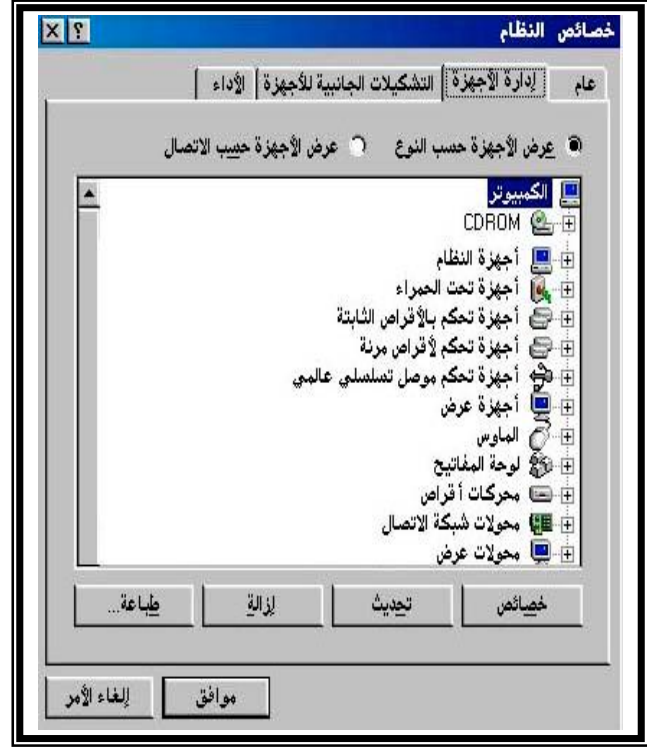 خصائص النظام
عام إدارة الأجهزة التشكيلات الجانبية للأجهزة الأداء
عرض الأجهزة حسب النوع عرض الأجهزة حسب الاتصال
الكمبيوتر
CDROM
أجهزة النظام
أجهزة تحت الحمراء
أجهزة تحكم بالأقراص الثابتة
أجهزة تحكم لأقراص مرنة
أجهزة تحكم موصل تسلسلي عالمي
أجهزة عرض
الماوس
لوحة المفاتيح
محركات أقراص
محولات شبكة الاتصال
محولات عرض
خصائص تحديث إزالة طباعة...
موافق إلغاء الأمر